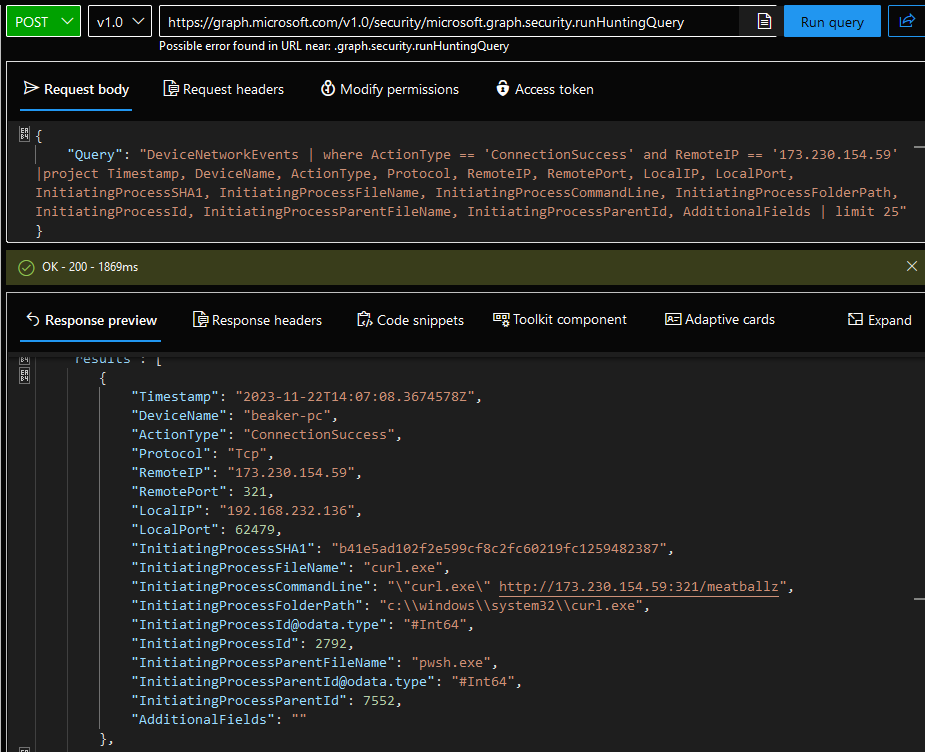 POST v1.0 https://graph.microsoft.com/v1.0/security/microsoft.graph.security.runHuntingQuery Run query
Possible error found in URL near: .graph.security.runHuntingQuery
Request body Request headers Modify permissions Access token
{
"Query": "DeviceNetworkEvents | where ActionType == 'ConnectionSuccess' and RemoteIP == '173.230.154.59'
|project Timestamp, DeviceName, ActionType, Protocol, RemoteIP, RemotePort, LocalIP, LocalPort,
InitiatingProcessSHA1, InitiatingProcessFileName, InitiatingProcessCommandLine, InitiatingProcessFolderPath,
InitiatingProcessId, InitiatingProcessParentFileName, InitiatingProcessParentId, AdditionalFields | limit 25"
}
OK - 200 - 1869ms
Response preview Response headers Code snippets Toolkit component Adaptive cards Expand
results : [
{
"Timestamp": "2023-11-22T14:07:08.3674578Z",
"DeviceName": "beaker-pc",
"ActionType": "ConnectionSuccess",
"Protocol": "Tcp",
"RemoteIP": "173.230.154.59",
"RemotePort": 321,
"LocalIP": "192.168.232.136",
"LocalPort": 62479,
"InitiatingProcessSHA1": "b41e5ad102f2e599cf8c2fc60219fc1259482387",
"InitiatingProcessFileName": "curl.exe",
"InitiatingProcessCommandLine": "\"curl.exe\" http://173.230.154.59:321/meatballz",
"InitiatingProcessFolderPath": "c:\\windows\\system32\\curl.exe",
"InitiatingProcessId@odata.type": "#Int64",
"InitiatingProcessId": 2792,
"InitiatingProcessParentFileName": "pwsh.exe",
"InitiatingProcessParentId@odata.type": "#Int64",
"InitiatingProcessParentId": 7552,
"AdditionalFields": ""
},